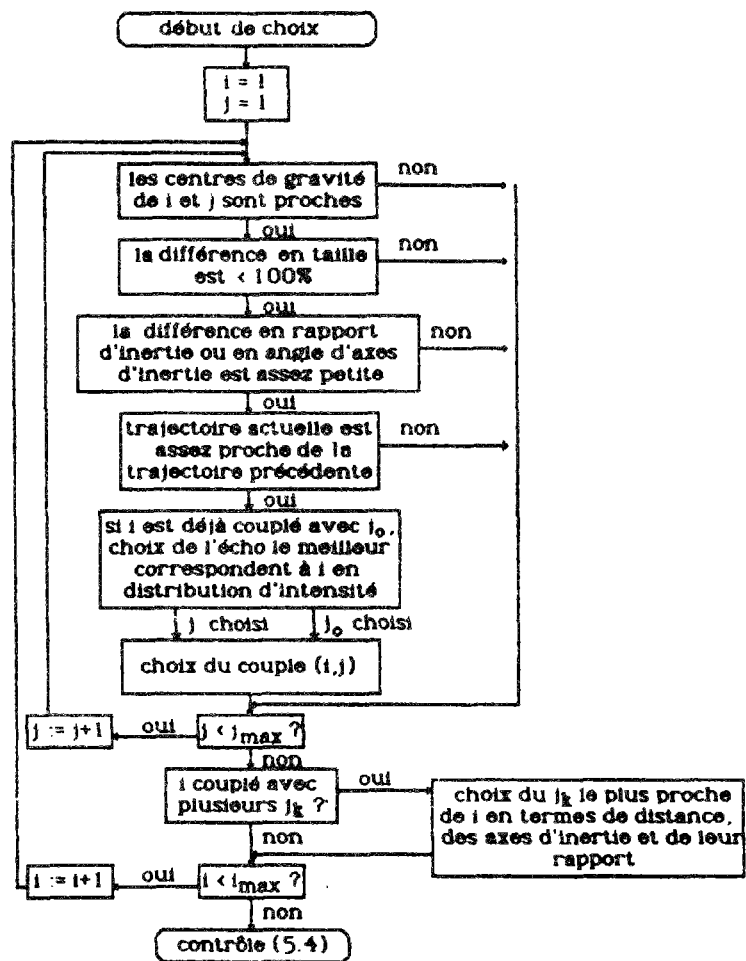 début de choix
i = 1
j = 1
les centres de gravité
de i et j sont proches
non
oui
la différence en taille
est < 100%
non
oui
la différence en rapport
d'inertie ou en angle d'axes
d'inertie est assez petite
non
oui
trajectoire actuelle est
assez proche de la
trajectoire précédente
non
oui
si i est déjà couplé avec j₀,
choix de l'écho le meilleur
correspondent à i en
distribution d'intensité
j choisi
j₀ choisi
choix du couple (i,j)
j := j+1
oui
j < jmax ?
non
i couplé avec
plusieurs jk ?
oui
choix du jk le plus proche
de i en termes de distance,
des axes d'inertie et de leur
rapport
non
i := i+1
oui
i < imax ?
non
contrôle (5.4)